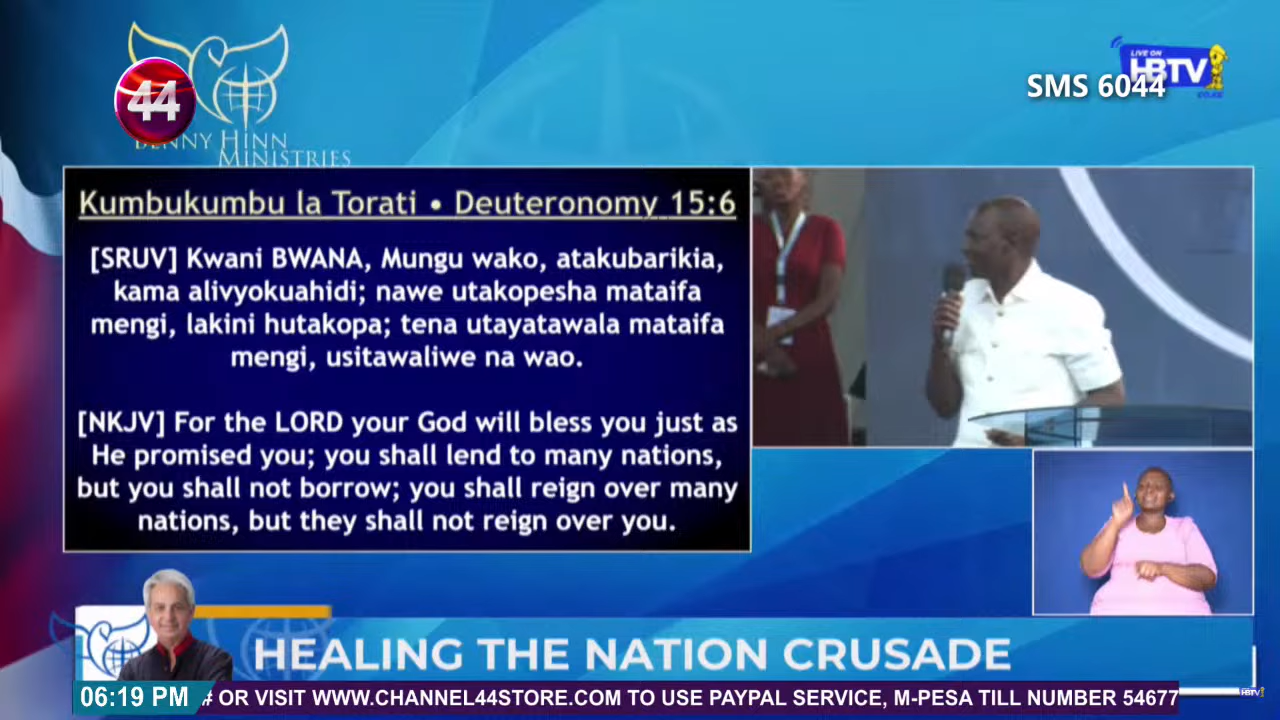 44
BENNY HINN
MINISTRIES
LIVE ON
HBTV
SMS 6044
Kumbukumbu la Torati • Deuteronomy 15:6
[SRUV] Kwani BWANA, Mungu wako, atakubarikia,
kama alivyokuahidi; nawe utakopesha mataifa
mengi, lakini hutakopa; tena utayatawala mataifa
mengi, usitawaliwe na wao.
[NKJV] For the LORD your God will bless you just as
He promised you; you shall lend to many nations,
but you shall not borrow; you shall reign over many
nations, but they shall not reign over you.
HEALING THE NATION CRUSADE
06:19 PM # OR VISIT WWW.CHANNEL44STORE.COM TO USE PAYPAL SERVICE, M-PESA TILL NUMBER 54677
HBTV